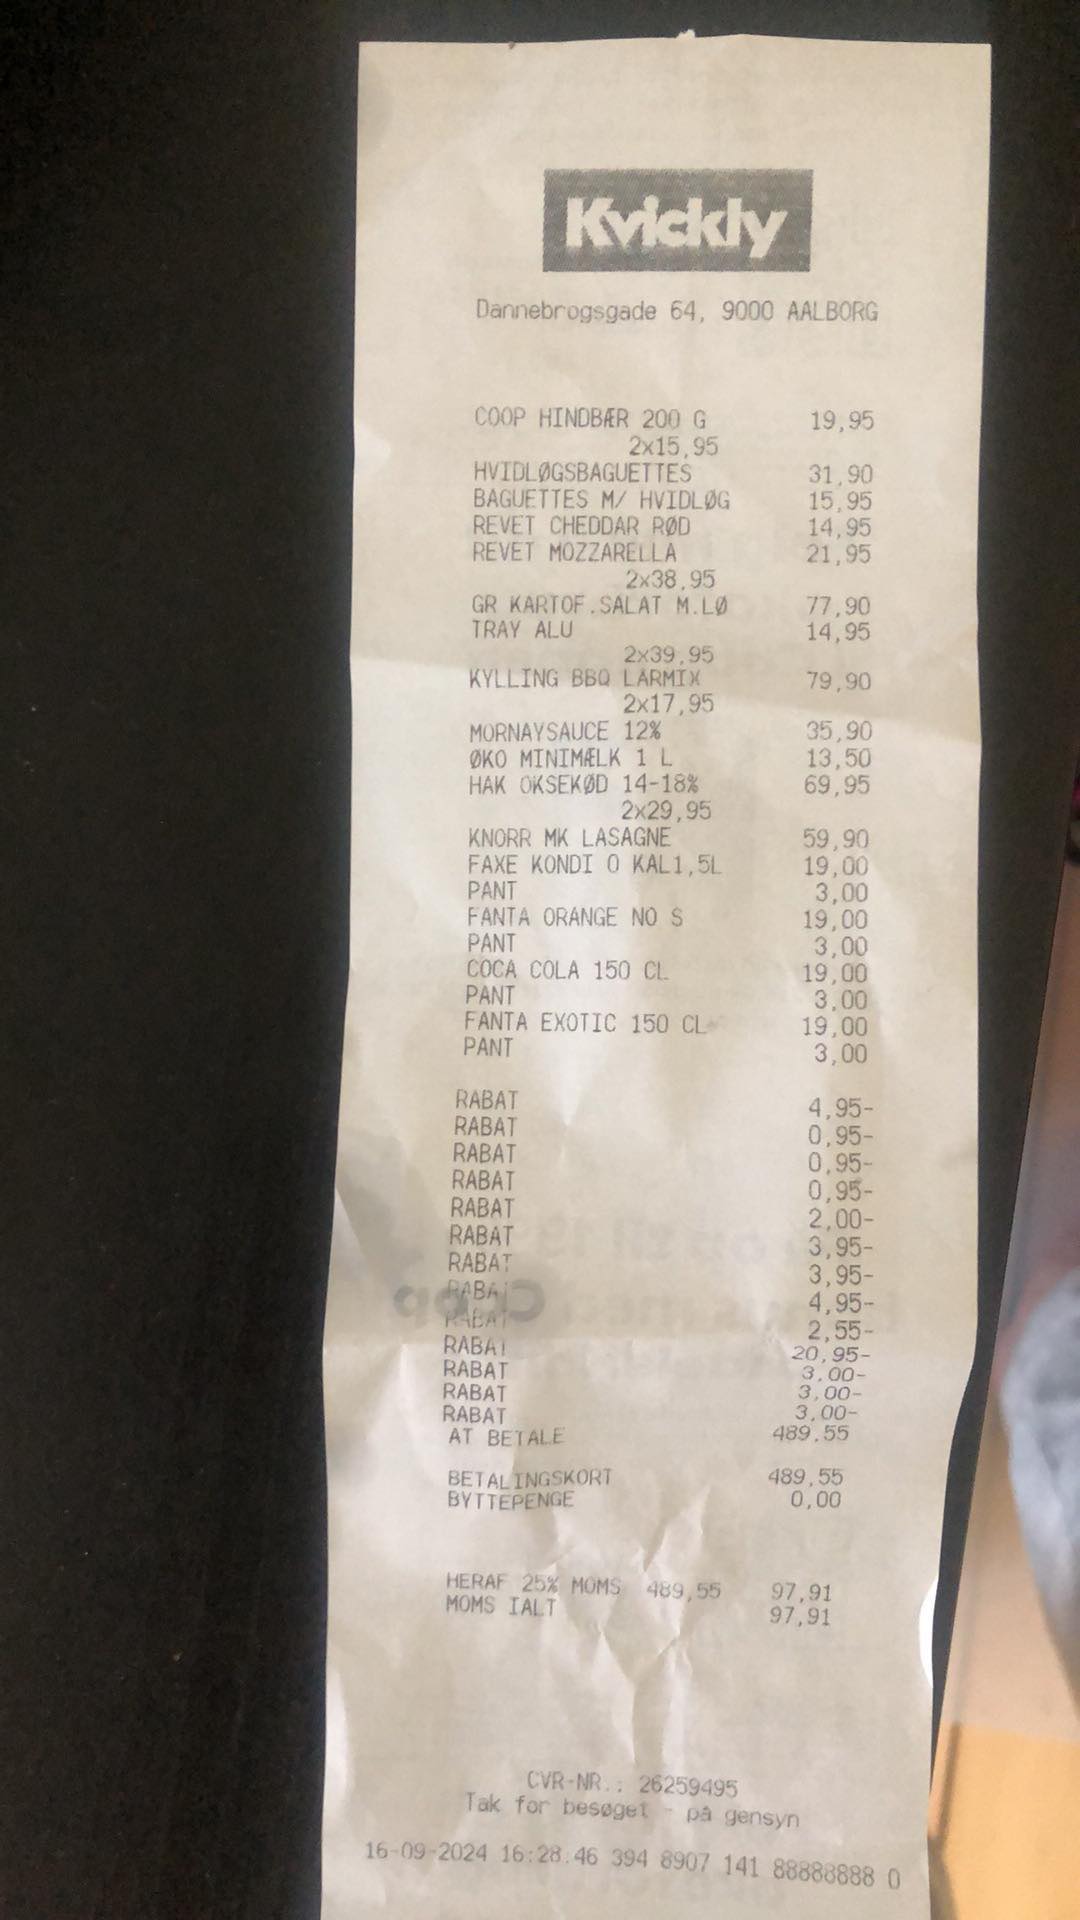 Kvickly
Dannebrogsgade 64, 9000 AALBORG
COOP HINDBÆR 200 G 19,95
2x15,95
HVIDLØGSBAGUETTES 31,90
BAGUETTES M/ HVIDLØG 15,95
REVET CHEDDAR RØD 14,95
REVET MOZZARELLA 21,95
2x38,95
GR KARTOF.SALAT M.LØ 77,90
TRAY ALU 14,95
2x39,95
KYLLING BBQ LÅRMIX 79,90
2x17,95
MORNAYSAUCE 12% 35,90
ØKO MINIMÆLK 1 L 13,50
HAK OKSEKØD 14-18% 69,95
2x29,95
KNORR MK LASAGNE 59,90
FAXE KONDI 0 KAL1,5L 19,00
PANT 3,00
FANTA ORANGE NO S 19,00
PANT 3,00
COCA COLA 150 CL 19,00
PANT 3,00
FANTA EXOTIC 150 CL 19,00
PANT 3,00
RABAT 4,95-
RABAT 0,95-
RABAT 0,95-
RABAT 0,95-
RABAT 2,00-
RABAT 3,95-
RABAT 3,95-
RABAT 4,95-
RABAT 2,55-
RABAT 20,95-
RABAT 3,00-
RABAT 3,00-
RABAT 3,00-
AT BETALE 489,55
BETALINGSKORT 489,55
BYTTEPENGE 0,00
HERAF 25% MOMS 489,55 97,91
MOMS IALT 97,91
CVR-NR.: 26259495
Tak for besøget - på gensyn
16-09-2024 16:28:46 394 8907 141 88888888 0